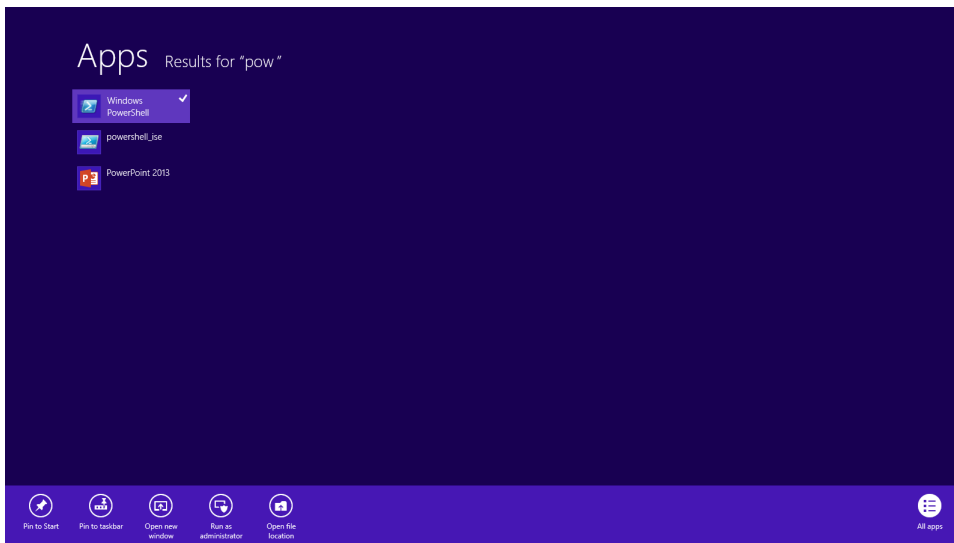 Apps Results for “pow”
Windows
PowerShell
powershell_ise
PowerPoint 2013
Pin to Start
Pin to taskbar
Open new
window
Run as
administrator
Open file
location
All apps